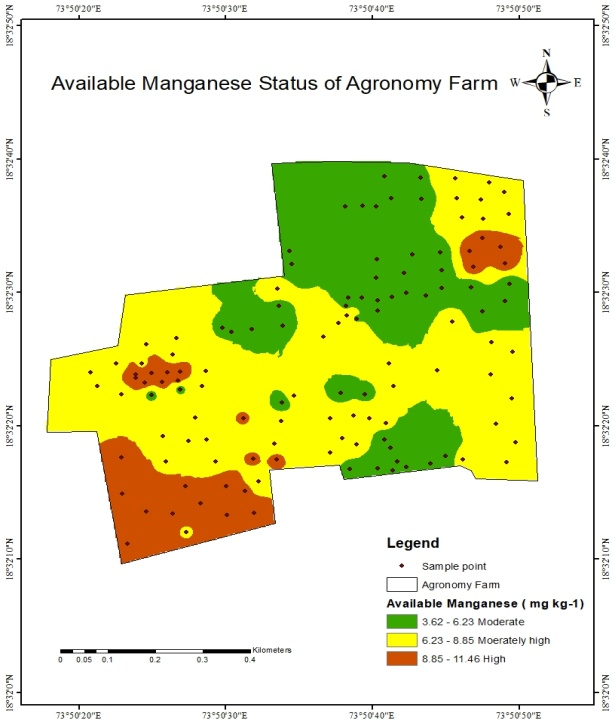 73°50'20"E 73°50'30"E 73°50'40"E 73°50'50"E
18°32'50"N 18°32'50"N
Available Manganese Status of Agronomy Farm
N
W E
S
18°32'40"N 18°32'40"N
18°32'30"N 18°32'30"N
18°32'20"N 18°32'20"N
18°32'10"N 18°32'10"N
Legend
Sample point
Agronomy Farm
Available Manganese ( mg kg-1)
3.62 - 6.23 Moderate
6.23 - 8.85 Moerately high
8.85 - 11.46 High
Kilometers
0 0.05 0.1 0.2 0.3 0.4
18°32'0"N 18°32'0"N
73°50'20"E 73°50'30"E 73°50'40"E 73°50'50"E